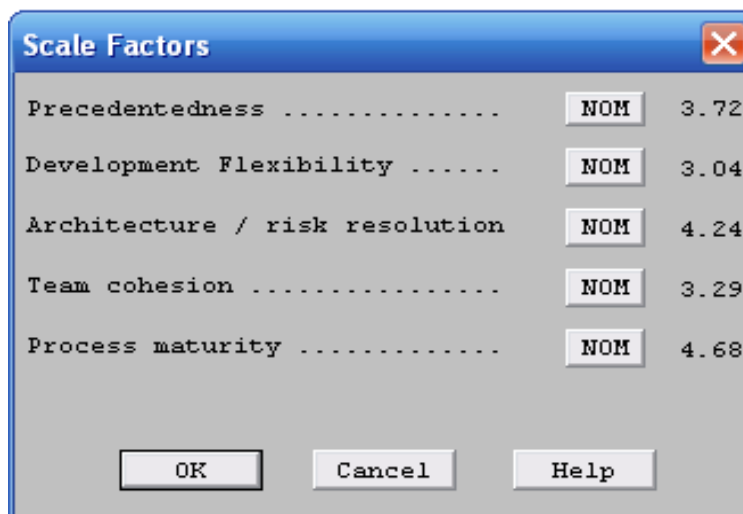 Scale Factors
Precedentedness .............. NOM 3.72
Development Flexibility ...... NOM 3.04
Architecture / risk resolution NOM 4.24
Team cohesion ................ NOM 3.29
Process maturity ............. NOM 4.68
OK Cancel Help